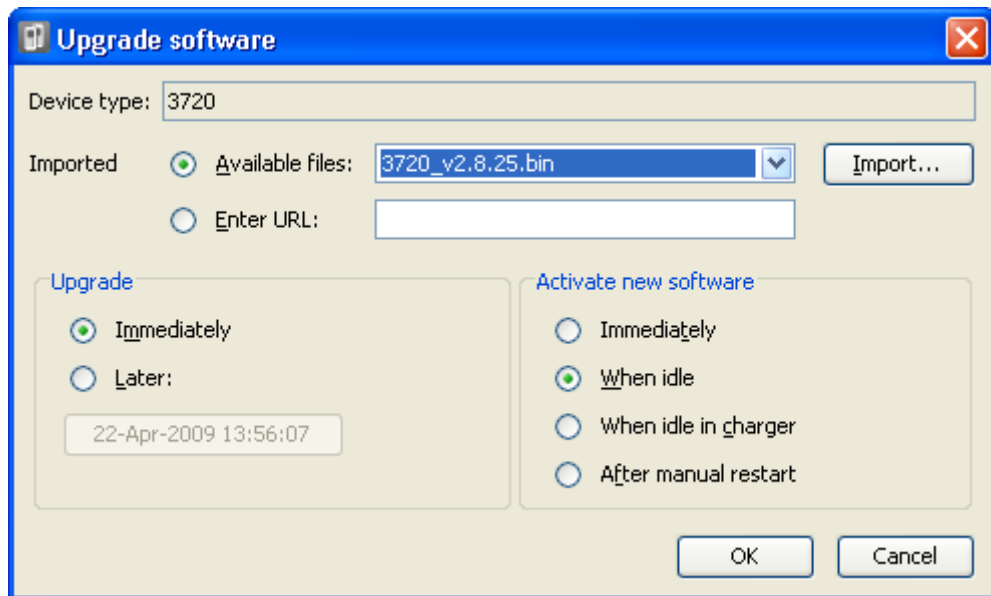 Upgrade software
Device type: 3720
Imported Available files: 3720_v2.8.25.bin Import...
Enter URL:
Upgrade Activate new software
Immediately Immediately
Later: When idle
22-Apr-2009 13:56:07 When idle in charger
After manual restart
OK Cancel